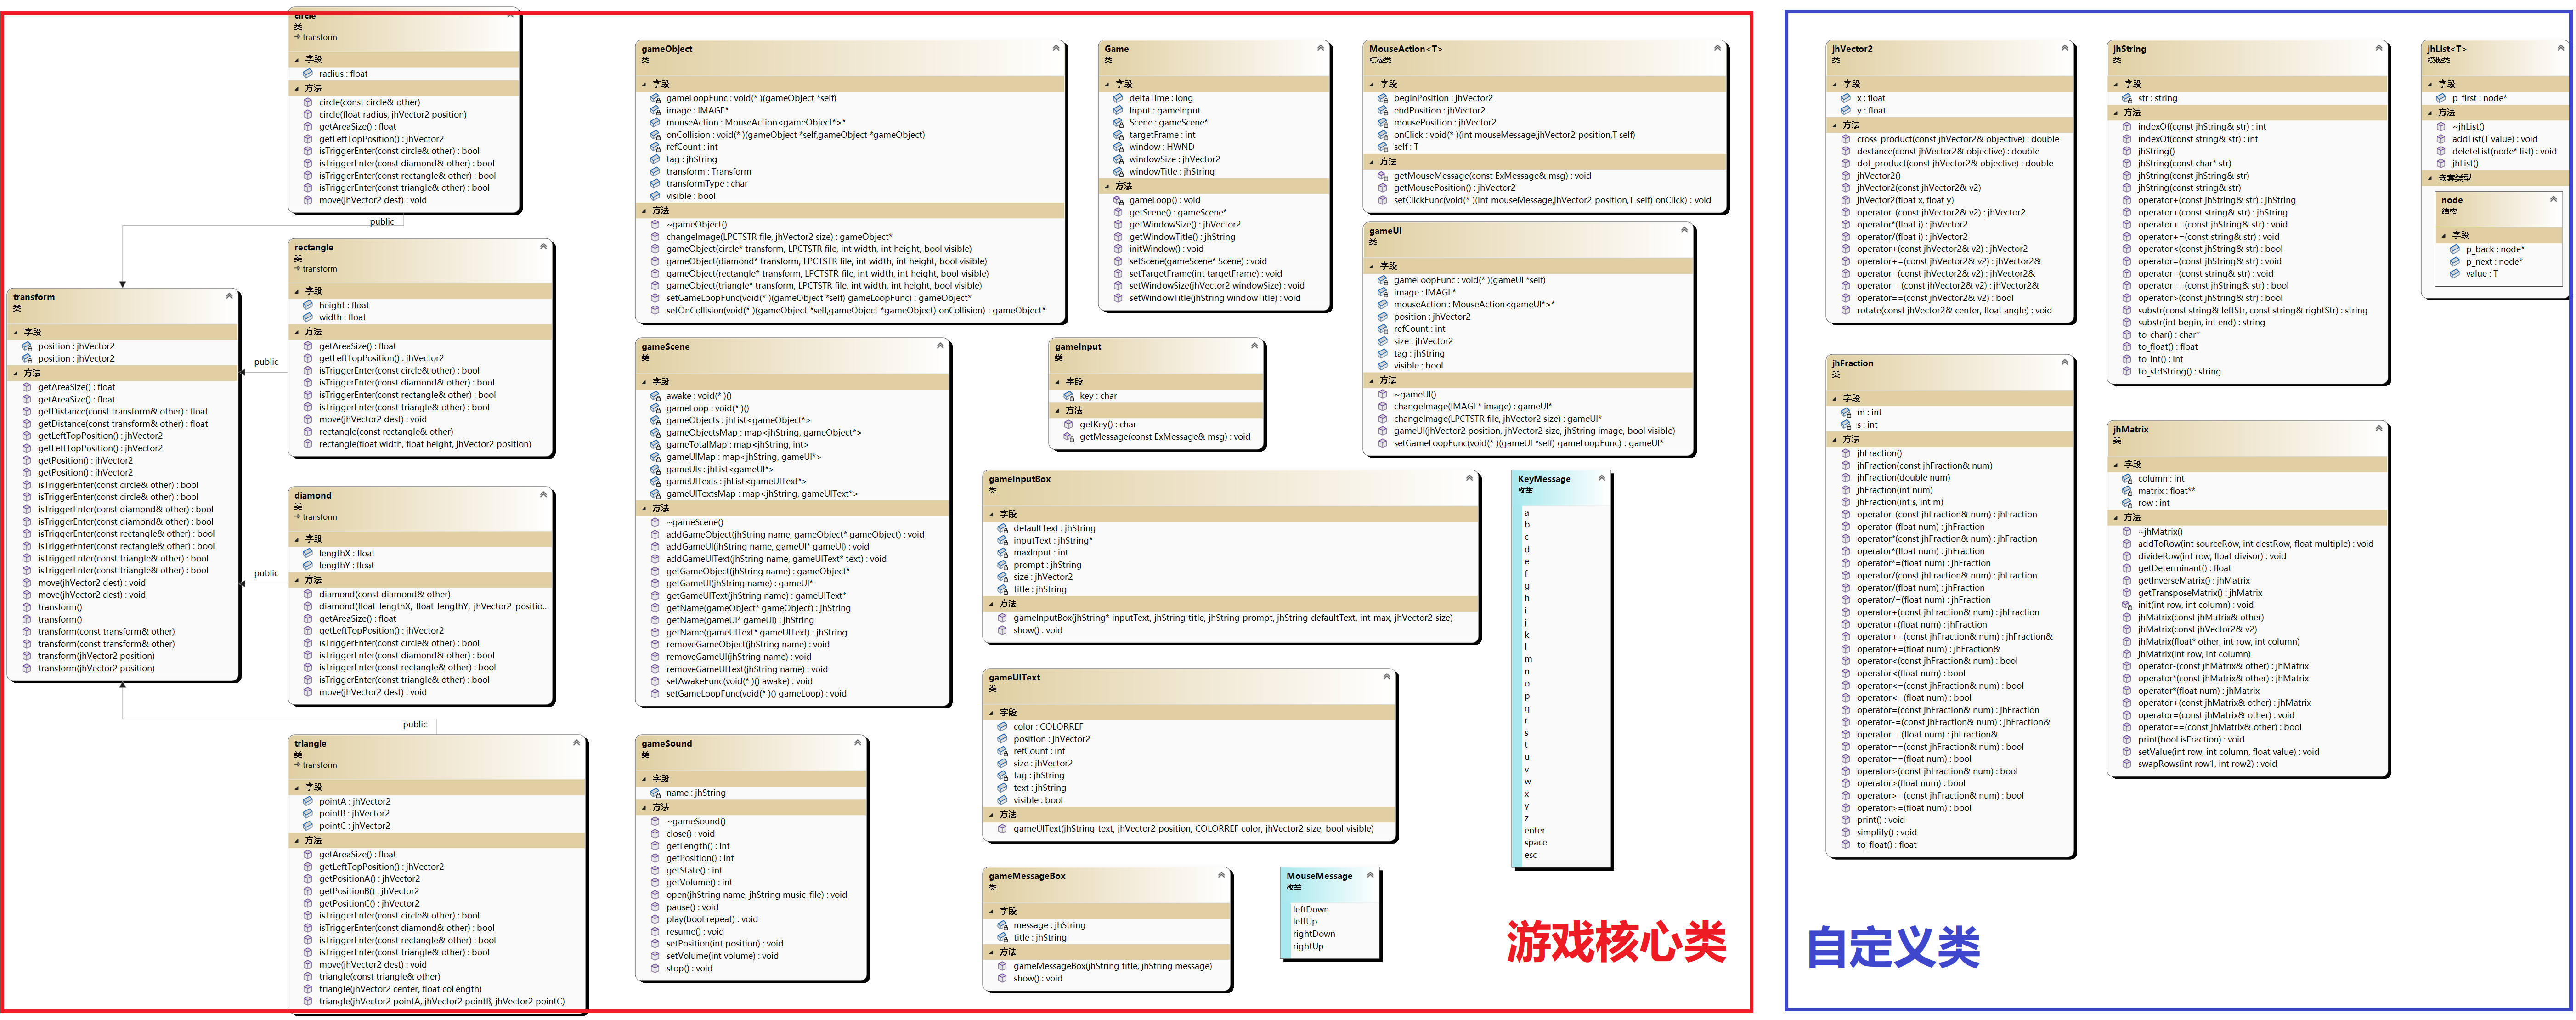 circle
类
transform
字段
radius : float
方法
circle(const circle& other)
circle(float radius, jhVector2 position)
getAreaSize() : float
getLeftTopPosition() : jhVector2
isTriggerEnter(const circle& other) : bool
isTriggerEnter(const diamond& other) : bool
isTriggerEnter(const rectangle& other) : bool
isTriggerEnter(const triangle& other) : bool
move(jhVector2 dest) : void
public
rectangle
类
transform
字段
height : float
width : float
方法
getAreaSize() : float
getLeftTopPosition() : jhVector2
isTriggerEnter(const circle& other) : bool
isTriggerEnter(const diamond& other) : bool
isTriggerEnter(const rectangle& other) : bool
isTriggerEnter(const triangle& other) : bool
move(jhVector2 dest) : void
rectangle(const rectangle& other)
rectangle(float width, float height, jhVector2 position)
public
transform
类
字段
position : jhVector2
position : jhVector2
方法
getAreaSize() : float
getAreaSize() : float
getDistance(const transform& other) : float
getDistance(const transform& other) : float
getLeftTopPosition() : jhVector2
getLeftTopPosition() : jhVector2
getPosition() : jhVector2
getPosition() : jhVector2
isTriggerEnter(const circle& other) : bool
isTriggerEnter(const circle& other) : bool
isTriggerEnter(const diamond& other) : bool
isTriggerEnter(const diamond& other) : bool
isTriggerEnter(const rectangle& other) : bool
isTriggerEnter(const rectangle& other) : bool
isTriggerEnter(const triangle& other) : bool
isTriggerEnter(const triangle& other) : bool
move(jhVector2 dest) : void
move(jhVector2 dest) : void
transform()
transform()
transform(const transform& other)
transform(const transform& other)
transform(jhVector2 position)
transform(jhVector2 position)
diamond
类
transform
字段
lengthX : float
lengthY : float
方法
diamond(const diamond& other)
diamond(float lengthX, float lengthY, jhVector2 positio...
getAreaSize() : float
getLeftTopPosition() : jhVector2
isTriggerEnter(const circle& other) : bool
isTriggerEnter(const diamond& other) : bool
isTriggerEnter(const rectangle& other) : bool
isTriggerEnter(const triangle& other) : bool
move(jhVector2 dest) : void
public
public
triangle
类
transform
字段
pointA : jhVector2
pointB : jhVector2
pointC : jhVector2
方法
getAreaSize() : float
getLeftTopPosition() : jhVector2
getPositionA() : jhVector2
getPositionB() : jhVector2
getPositionC() : jhVector2
isTriggerEnter(const circle& other) : bool
isTriggerEnter(const diamond& other) : bool
isTriggerEnter(const rectangle& other) : bool
isTriggerEnter(const triangle& other) : bool
move(jhVector2 dest) : void
triangle(const triangle& other)
triangle(jhVector2 center, float coLength)
triangle(jhVector2 pointA, jhVector2 pointB, jhVector2 pointC)
gameObject
类
字段
gameLoopFunc : void(* )(gameObject *self)
image : IMAGE*
mouseAction : MouseAction<gameObject*>*
onCollision : void(* )(gameObject *self,gameObject *gameObject)
refCount : int
tag : jhString
transform : Transform
transformType : char
visible : bool
方法
~gameObject()
changeImage(LPCTSTR file, jhVector2 size) : gameObject*
gameObject(circle* transform, LPCTSTR file, int width, int height, bool visible)
gameObject(diamond* transform, LPCTSTR file, int width, int height, bool visible)
gameObject(rectangle* transform, LPCTSTR file, int width, int height, bool visible)
gameObject(triangle* transform, LPCTSTR file, int width, int height, bool visible)
setGameLoopFunc(void(* )(gameObject *self) gameLoopFunc) : gameObject*
setOnCollision(void(* )(gameObject *self,gameObject *gameObject) onCollision) : gameObject*
gameScene
类
字段
awake : void(* )()
gameLoop : void(* )()
gameObjects : jhList<gameObject*>
gameObjectsMap : map<jhString, gameObject*>
gameTotalMap : map<jhString, int>
gameUIMap : map<jhString, gameUI*>
gameUIs : jhList<gameUI*>
gameUITexts : jhList<gameUIText*>
gameUITextsMap : map<jhString, gameUIText*>
方法
~gameScene()
addGameObject(jhString name, gameObject* gameObject) : void
addGameUI(jhString name, gameUI* gameUI) : void
addGameUIText(jhString name, gameUIText* text) : void
getGameObject(jhString name) : gameObject*
getGameUI(jhString name) : gameUI*
getGameUIText(jhString name) : gameUIText*
getName(gameObject* gameObject) : jhString
getName(gameUI* gameUI) : jhString
getName(gameUIText* gameUIText) : jhString
removeGameObject(jhString name) : void
removeGameUI(jhString name) : void
removeGameUIText(jhString name) : void
setAwakeFunc(void(* )() awake) : void
setGameLoopFunc(void(* )() gameLoop) : void
gameSound
类
字段
name : jhString
方法
~gameSound()
close() : void
getLength() : int
getPosition() : int
getState() : int
getVolume() : int
open(jhString name, jhString music_file) : void
pause() : void
play(bool repeat) : void
resume() : void
setPosition(int position) : void
setVolume(int volume) : void
stop() : void
Game
类
字段
deltaTime : long
Input : gameInput
Scene : gameScene*
targetFrame : int
window : HWND
windowSize : jhVector2
windowTitle : jhString
方法
gameLoop() : void
getScene() : gameScene*
getWindowSize() : jhVector2
getWindowTitle() : jhString
initWindow() : void
setScene(gameScene* Scene) : void
setTargetFrame(int targetFrame) : void
setWindowSize(jhVector2 windowSize) : void
setWindowTitle(jhString windowTitle) : void
gameInput
类
字段
key : char
方法
getKey() : char
getMessage(const ExMessage& msg) : void
gameInputBox
类
字段
defaultText : jhString
inputText : jhString*
maxInput : int
prompt : jhString
size : jhVector2
title : jhString
方法
gameInputBox(jhString* inputText, jhString title, jhString prompt, jhString defaultText, int max, jhVector2 size)
show() : void
gameUIText
类
字段
color : COLORREF
position : jhVector2
refCount : int
size : jhVector2
tag : jhString
text : jhString
visible : bool
方法
gameUIText(jhString text, jhVector2 position, COLORREF color, jhVector2 size, bool visible)
gameMessageBox
类
字段
message : jhString
title : jhString
方法
gameMessageBox(jhString title, jhString message)
show() : void
MouseAction<T>
模板类
字段
beginPosition : jhVector2
endPosition : jhVector2
mousePosition : jhVector2
onClick : void(* )(int mouseMessage,jhVector2 position,T self)
self : T
方法
getMouseMessage(const ExMessage& msg) : void
getMousePosition() : jhVector2
setClickFunc(void(* )(int mouseMessage,jhVector2 position,T self) onClick) : void
gameUI
类
字段
gameLoopFunc : void(* )(gameUI *self)
image : IMAGE*
mouseAction : MouseAction<gameUI*>*
position : jhVector2
refCount : int
size : jhVector2
tag : jhString
visible : bool
方法
~gameUI()
changeImage(IMAGE* image) : gameUI*
changeImage(LPCTSTR file, jhVector2 size) : gameUI*
gameUI(jhVector2 position, jhVector2 size, jhString image, bool visible)
setGameLoopFunc(void(* )(gameUI *self) gameLoopFunc) : gameUI*
KeyMessage
枚举
a
b
c
d
e
f
g
h
i
j
k
l
m
n
o
p
q
r
s
t
u
v
w
x
y
z
enter
space
esc
MouseMessage
枚举
leftDown
leftUp
rightDown
rightUp
游戏核心类
jhVector2
类
字段
x : float
y : float
方法
cross_product(const jhVector2& objective) : double
destance(const jhVector2& objective) : double
dot_product(const jhVector2& objective) : double
jhVector2()
jhVector2(const jhVector2& v2)
jhVector2(float x, float y)
operator-(const jhVector2& v2) : jhVector2
operator*(float i) : jhVector2
operator/(float i) : jhVector2
operator+(const jhVector2& v2) : jhVector2
operator+=(const jhVector2& v2) : jhVector2&
operator=(const jhVector2& v2) : jhVector2&
operator-=(const jhVector2& v2) : jhVector2&
operator==(const jhVector2& v2) : bool
rotate(const jhVector2& center, float angle) : void
jhFraction
类
字段
m : int
s : int
方法
jhFraction()
jhFraction(const jhFraction& num)
jhFraction(double num)
jhFraction(int num)
jhFraction(int s, int m)
operator-(const jhFraction& num) : jhFraction
operator-(float num) : jhFraction
operator*(const jhFraction& num) : jhFraction
operator*(float num) : jhFraction
operator*=(float num) : jhFraction
operator/(const jhFraction& num) : jhFraction
operator/(float num) : jhFraction
operator/=(float num) : jhFraction
operator+(const jhFraction& num) : jhFraction
operator+(float num) : jhFraction
operator+=(const jhFraction& num) : jhFraction&
operator+=(float num) : jhFraction&
operator<(const jhFraction& num) : bool
operator<(float num) : bool
operator<=(const jhFraction& num) : bool
operator<=(float num) : bool
operator=(const jhFraction& num) : jhFraction
operator-=(const jhFraction& num) : jhFraction&
operator-=(float num) : jhFraction&
operator==(const jhFraction& num) : bool
operator==(float num) : bool
operator>(const jhFraction& num) : bool
operator>(float num) : bool
operator>=(const jhFraction& num) : bool
operator>=(float num) : bool
print() : void
simplify() : void
to_float() : float
jhString
类
字段
str : string
方法
indexOf(const jhString& str) : int
indexOf(const string& str) : int
jhString()
jhString(const char* str)
jhString(const jhString& str)
jhString(const string& str)
operator+(const jhString& str) : jhString
operator+(const string& str) : jhString
operator+=(const jhString& str) : void
operator+=(const string& str) : void
operator<(const jhString& str) : bool
operator=(const jhString& str) : void
operator=(const string& str) : void
operator==(const jhString& str) : bool
operator>(const jhString& str) : bool
substr(const string& leftStr, const string& rightStr) : string
substr(int begin, int end) : string
to_char() : char*
to_float() : float
to_int() : int
to_stdString() : string
jhMatrix
类
字段
column : int
matrix : float**
row : int
方法
~jhMatrix()
addToRow(int sourceRow, int destRow, float multiple) : void
divideRow(int row, float divisor) : void
getDeterminant() : float
getInverseMatrix() : jhMatrix
getTransposeMatrix() : jhMatrix
init(int row, int column) : void
jhMatrix(const jhMatrix& other)
jhMatrix(const jhVector2& v2)
jhMatrix(float* other, int row, int column)
jhMatrix(int row, int column)
operator-(const jhMatrix& other) : jhMatrix
operator*(const jhMatrix& other) : jhMatrix
operator*(float num) : jhMatrix
operator+(const jhMatrix& other) : jhMatrix
operator=(const jhMatrix& other) : void
operator==(const jhMatrix& other) : bool
print(bool isFraction) : void
setValue(int row, int column, float value) : void
swapRows(int row1, int row2) : void
jhList<T>
模板类
字段
p_first : node*
方法
~jhList()
addList(T value) : void
deleteList(node* list) : void
jhList()
嵌套类型
node
结构
字段
p_back : node*
p_next : node*
value : T
自定义类